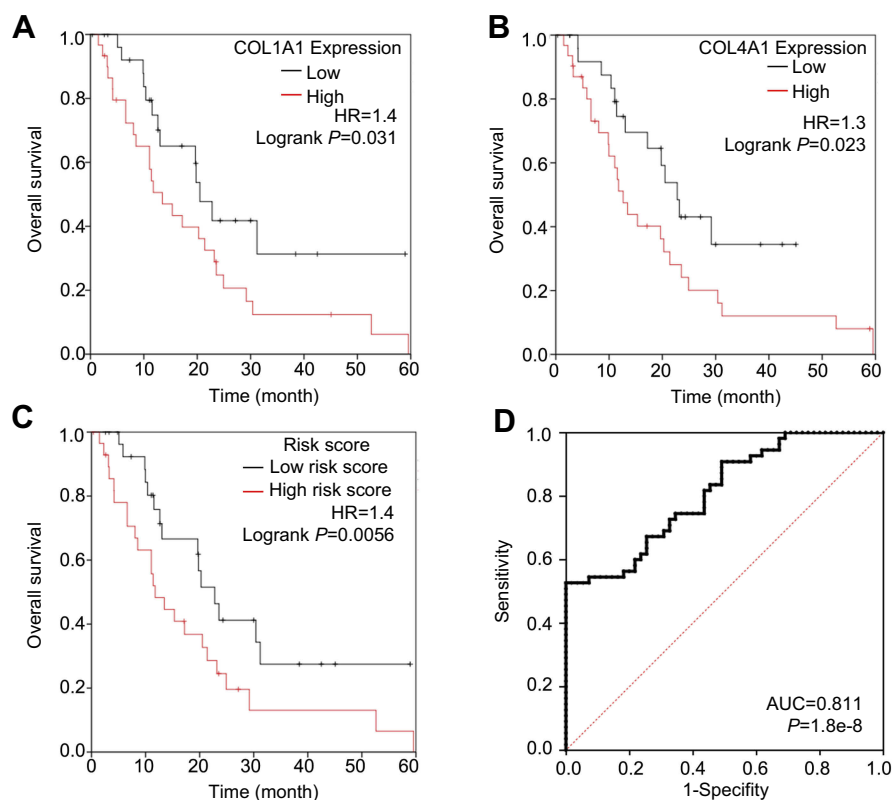 A
COL1A1 Expression
Low
High
HR=1.4
Logrank P=0.031
Overall survival
1.0
0.8
0.6
0.4
0.2
0.0
0 10 20 30 40 50 60
Time (month)
B
COL4A1 Expression
Low
High
HR=1.3
Logrank P=0.023
Overall survival
1.0
0.8
0.6
0.4
0.2
0.0
0 10 20 30 40 50 60
Time (month)
C
Risk score
Low risk score
High risk score
HR=1.4
Logrank P=0.0056
Overall survival
1.0
0.8
0.6
0.4
0.2
0.0
0 10 20 30 40 50 60
Time (month)
D
AUC=0.811
P=1.8e-8
Sensitivity
1.0
0.8
0.6
0.4
0.2
0.0
0.0 0.2 0.4 0.6 0.8 1.0
1-Specifity